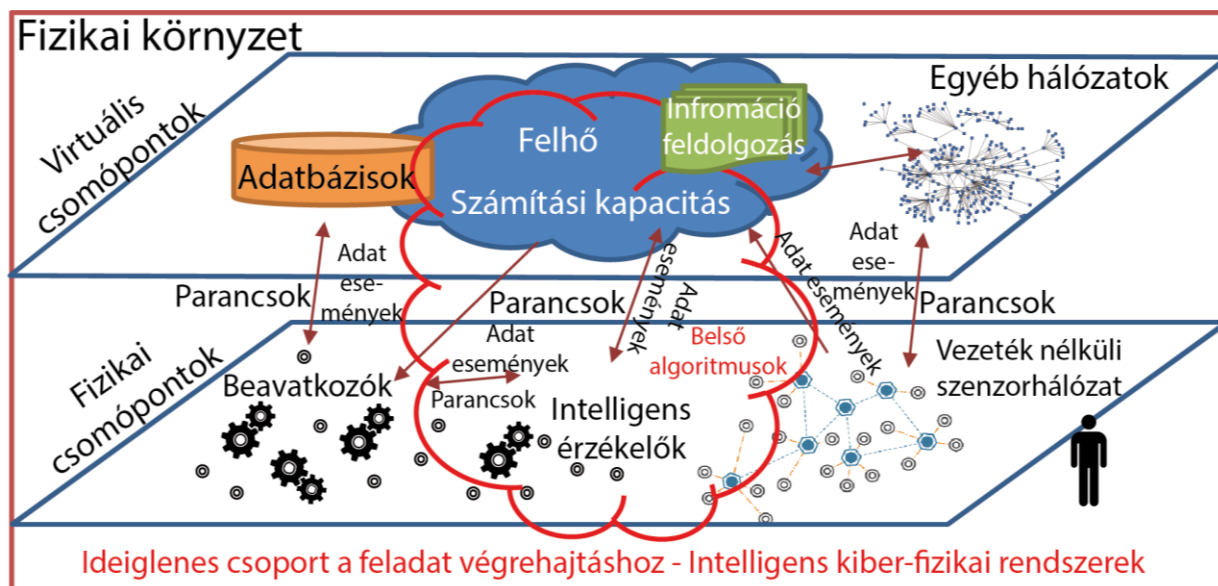 Fizikai környzet
Virtuális
csomópontok
Egyéb hálózatok
Infromáció
feldolgozás
Felhő
Adatbázisok
Számítási kapacitás
Adat
ese-
mények
Parancsok
Parancsok
Adat
események
Adat események
Adat
ese-
mények
Parancsok
Fizikai
csomópontok
Beavatkozók
Adat
események
Parancsok
Belső
algoritmusok
Intelligens
érzékelők
Vezeték nélküli
szenzorhálózat
Ideiglenes csoport a feladat végrehajtáshoz - Intelligens kiber-fizikai rendszerek